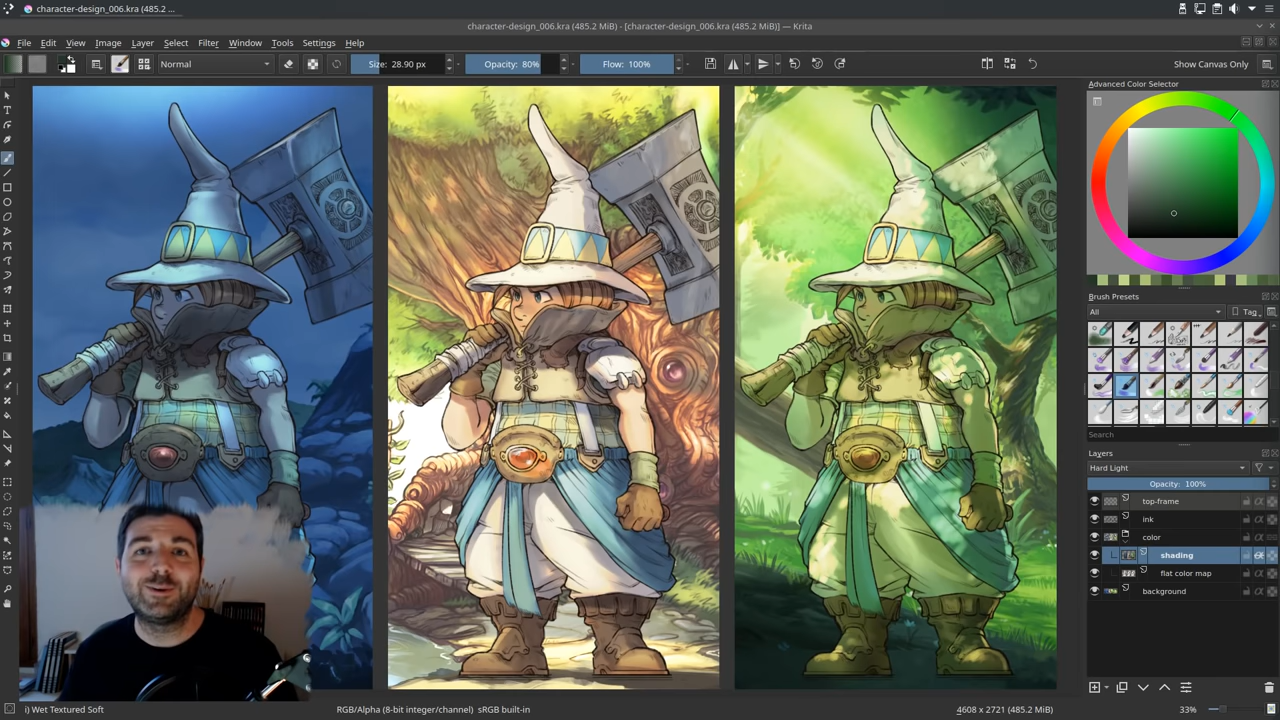 character-design_006.kra (485.2 ...
character-design_006.kra (485.2 MiB) - [character-design_006.kra (485.2 MiB)] — Krita
File Edit View Image Layer Select Filter Window Tools Settings Help
Normal Size: 28.90 px Opacity: 80% Flow: 100% Show Canvas Only
Advanced Color Selector
Brush Presets
All Tag
Search
Layers
Hard Light
Opacity: 100%
top-frame
ink
color
shading
flat color map
background
i) Wet Textured Soft RGB/Alpha (8-bit integer/channel) sRGB built-in 4608 x 2721 (485.2 MiB) 33%